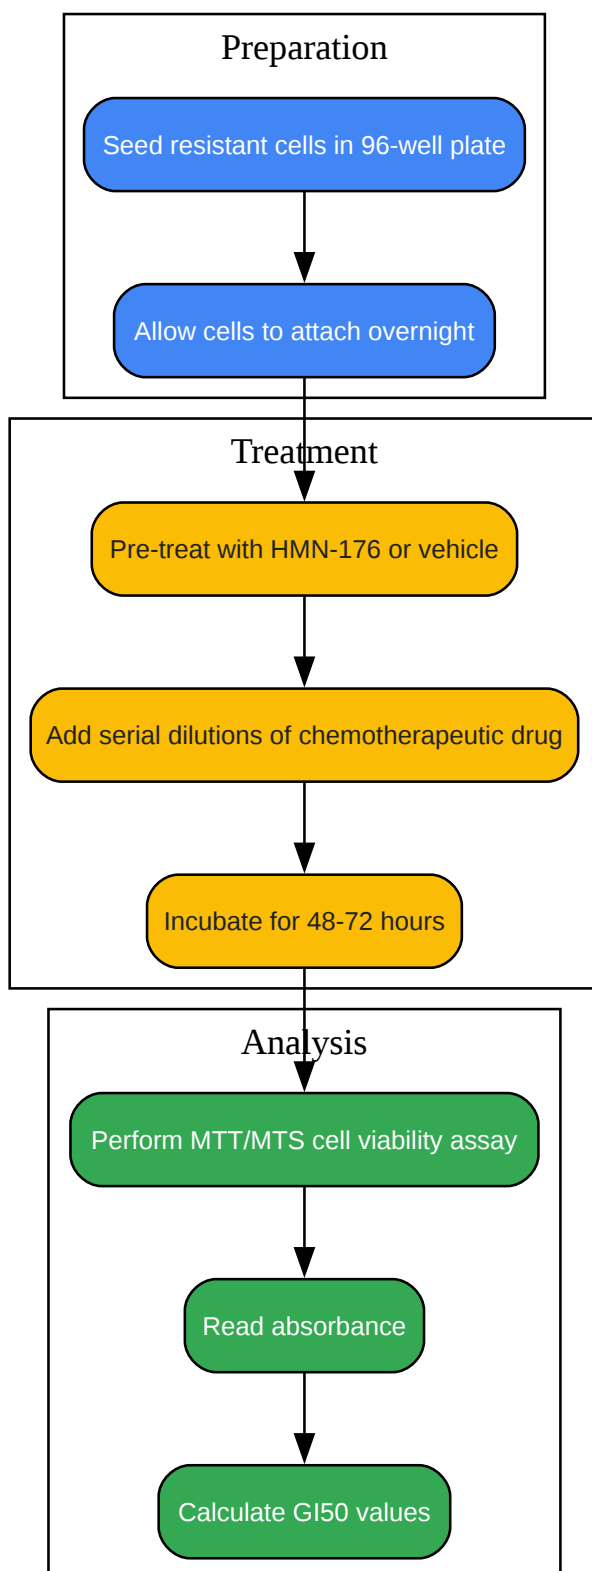 Preparation
Seed resistant cells in 96-well plate
Allow cells to attach overnight
Treatment
Pre-treat with HMN-176 or vehicle
Add serial dilutions of chemotherapeutic drug
Incubate for 48-72 hours
Analysis
Perform MTT/MTS cell viability assay
Read absorbance
Calculate GI50 values